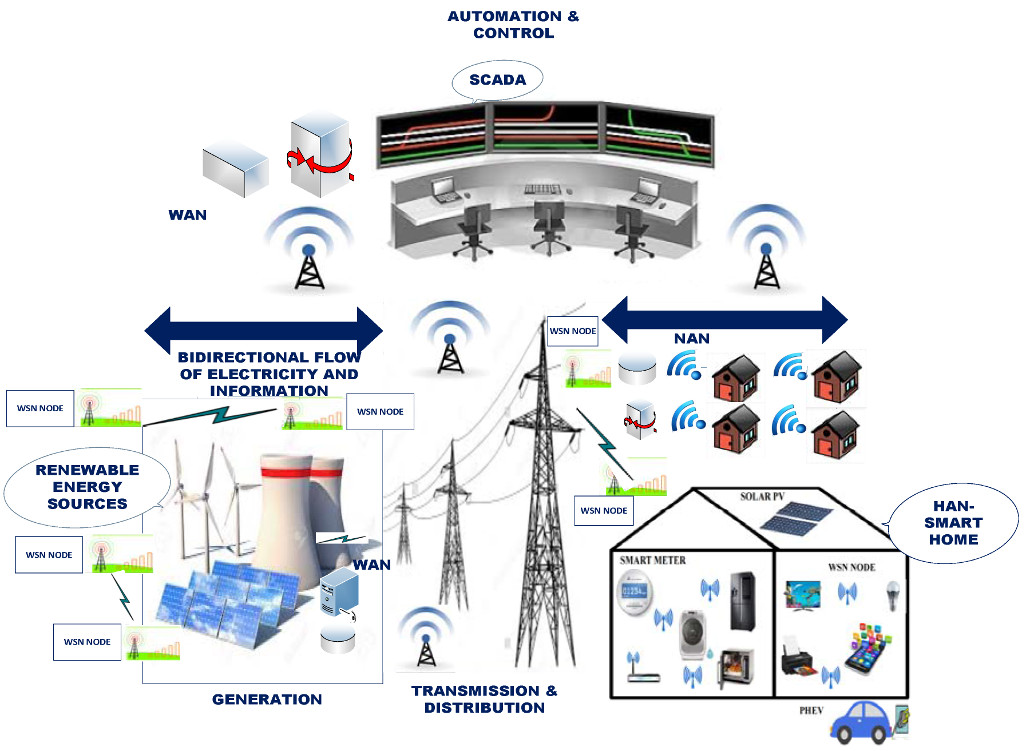 AUTOMATION &
CONTROL
SCADA
WAN
BIDIRECTIONAL FLOW
OF ELECTRICITY AND
INFORMATION
WSN NODE
NAN
WSN NODE
WSN NODE
RENEWABLE
ENERGY
SOURCES
WSN NODE
HAN-
SMART
HOME
SOLAR PV
WSN NODE
WAN
SMART METER
WSN NODE
WSN NODE
GENERATION
TRANSMISSION &
DISTRIBUTION
PHEV